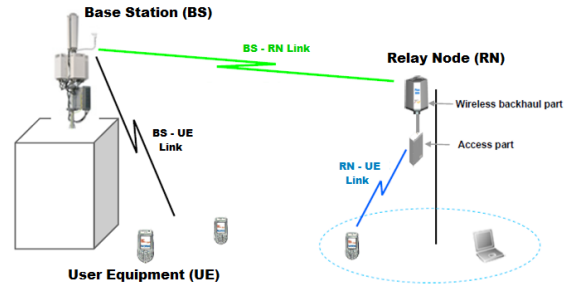 Base Station (BS)
BS - RN Link
Relay Node (RN)
Wireless backhaul part
BS - UE
Link
Access part
RN - UE
Link
User Equipment (UE)